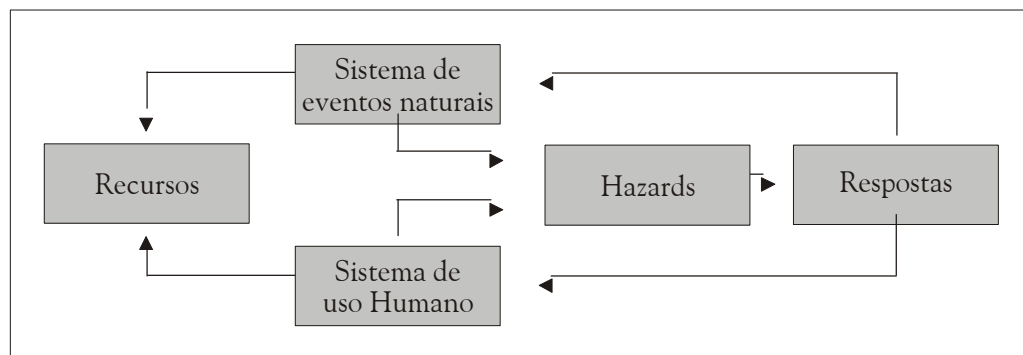 Sistema de
eventos naturais
Recursos
Hazards
Respostas
Sistema de
uso Humano